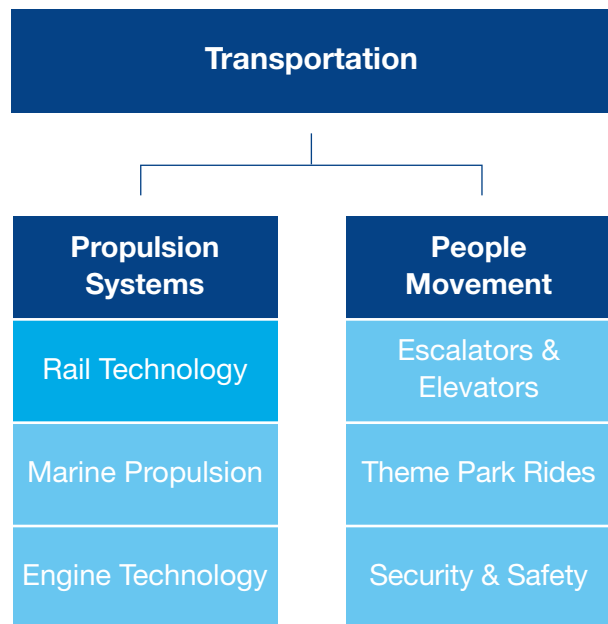 Transportation
Propulsion
Systems
Rail Technology
Marine Propulsion
Engine Technology
People
Movement
Escalators &
Elevators
Theme Park Rides
Security & Safety